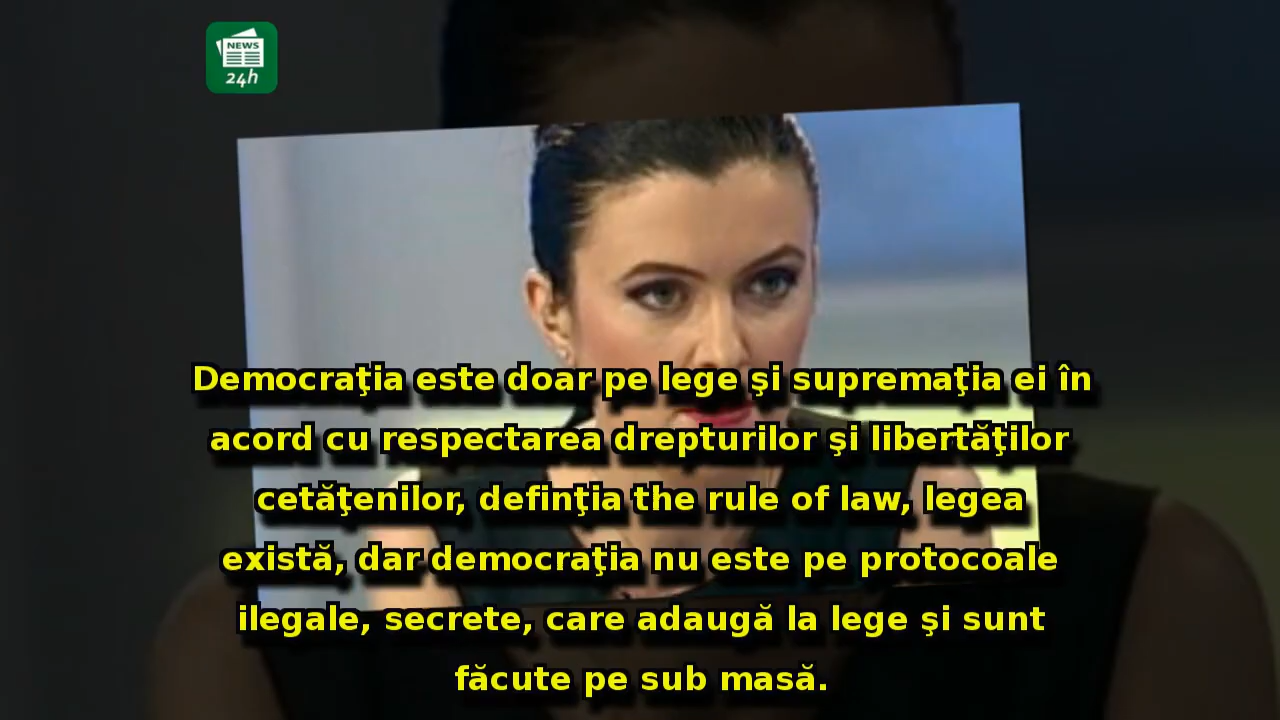 NEWS
24h
Democraţia este doar pe lege şi supremaţia ei în
acord cu respectarea drepturilor şi libertăţilor
cetăţenilor, definţia the rule of law, legea
există, dar democraţia nu este pe protocoale
ilegale, secrete, care adaugă la lege şi sunt
făcute pe sub masă.